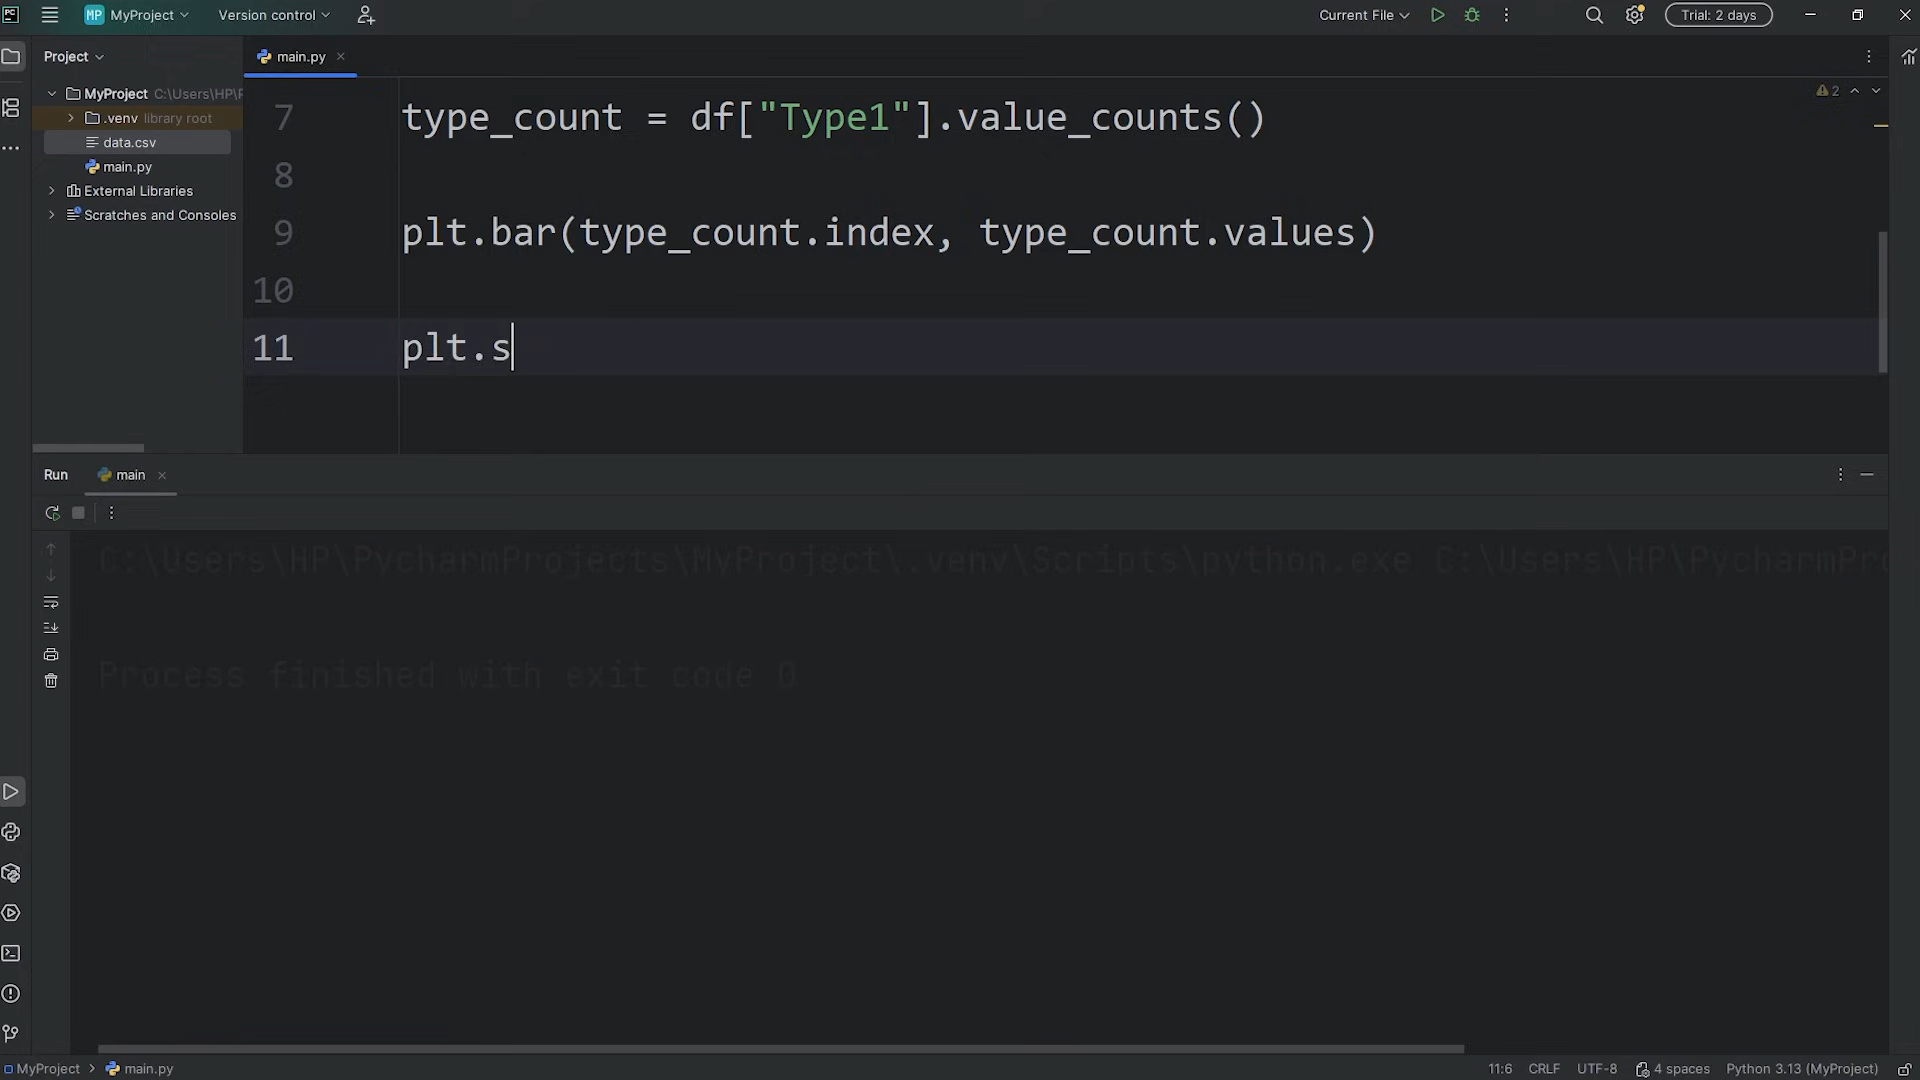 PC MP MyProject Version control Current File Trial: 2 days
Project main.py
MyProject C:\Users\HP\P
.venv library root
data.csv
main.py
External Libraries
Scratches and Consoles
2
7 type_count = df["Type1"].value_counts()
8
9 plt.bar(type_count.index, type_count.values)
10
11 plt.s
Run main
C:\Users\HP\PycharmProjects\MyProject\.venv\Scripts\python.exe C:\Users\HP\PycharmPro
Process finished with exit code 0
MyProject > main.py 11:6 CRLF UTF-8 4 spaces Python 3.13 (MyProject)